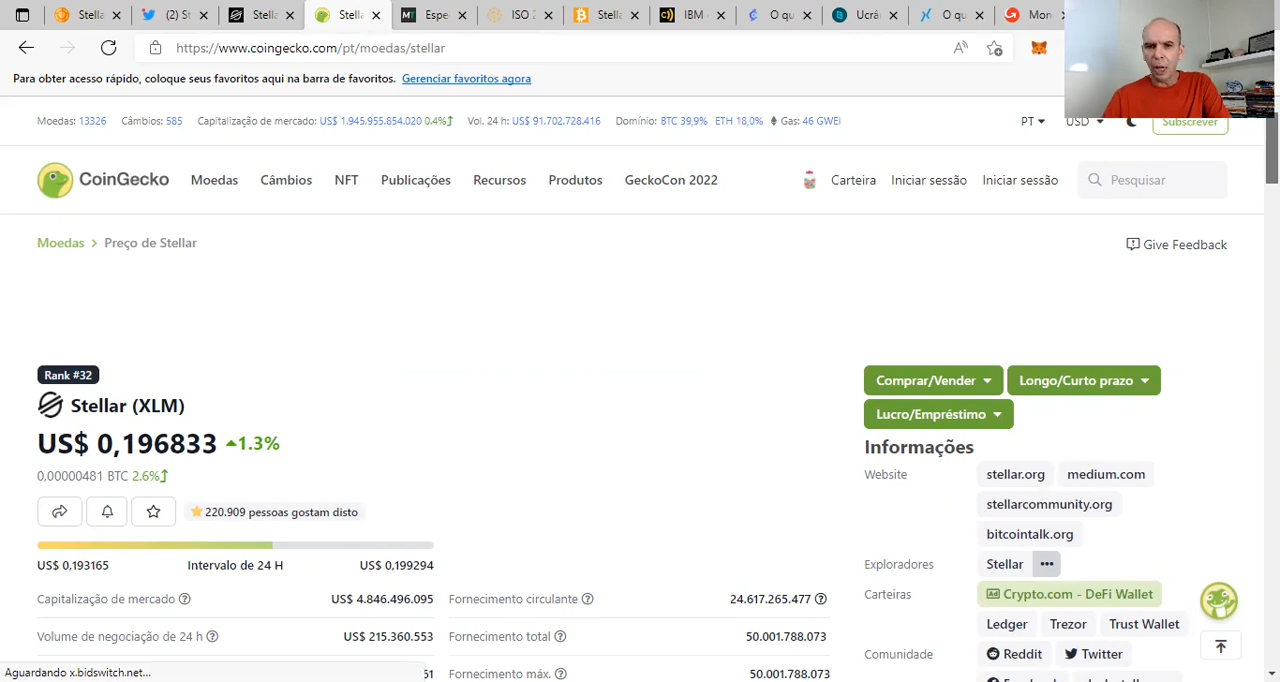 Stella
(2) St
Stella
Stella
Espe
ISO 2
Stella
IBM
O qu
Ucrâ
O qu
Mon
https://www.coingecko.com/pt/moedas/stellar
Para obter acesso rápido, coloque seus favoritos aqui na barra de favoritos. Gerenciar favoritos agora
Moedas: 13326 Câmbios: 585 Capitalização de mercado: US$ 1.945.955.854.020 0.4% Vol. 24 h: US$ 91.702.728.416 Domínio: BTC 39,9% ETH 18,0% Gas: 46 GWEI PT USD Subscrever
CoinGecko Moedas Câmbios NFT Publicações Recursos Produtos GeckoCon 2022 Carteira Iniciar sessão Iniciar sessão Pesquisar
Moedas > Preço de Stellar Give Feedback
Rank #32
Stellar (XLM)
US$ 0,196833 1.3%
0,00000481 BTC 2.6%
220.909 pessoas gostam disto
US$ 0,193165 Intervalo de 24 H US$ 0,199294
Capitalização de mercado US$ 4.846.496.095
Volume de negociação de 24 h US$ 215.360.553
Fornecimento circulante 24.617.265.477
Fornecimento total 50.001.788.073
Fornecimento máx. 50.001.788.073
Comprar/Vender Longo/Curto prazo
Lucro/Empréstimo
Informações
Website stellar.org medium.com
stellarcommunity.org
bitcointalk.org
Exploradores Stellar •••
Carteiras Ad Crypto.com - DeFi Wallet
Ledger Trezor Trust Wallet
Comunidade Reddit Twitter
Aguardando x.bidswitch.net...